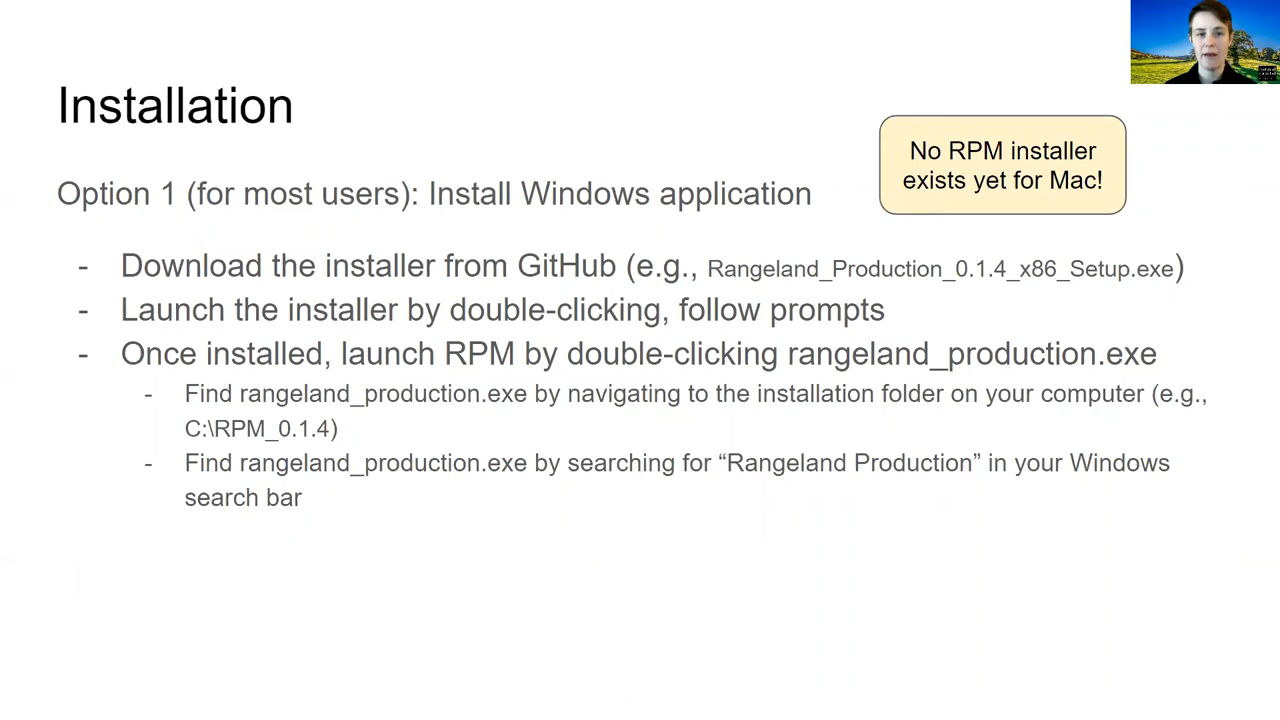 Installation
No RPM installer
exists yet for Mac!
Option 1 (for most users): Install Windows application
- Download the installer from GitHub (e.g., Rangeland_Production_0.1.4_x86_Setup.exe)
- Launch the installer by double-clicking, follow prompts
- Once installed, launch RPM by double-clicking rangeland_production.exe
- Find rangeland_production.exe by navigating to the installation folder on your computer (e.g.,
C:\RPM_0.1.4)
- Find rangeland_production.exe by searching for “Rangeland Production” in your Windows
search bar